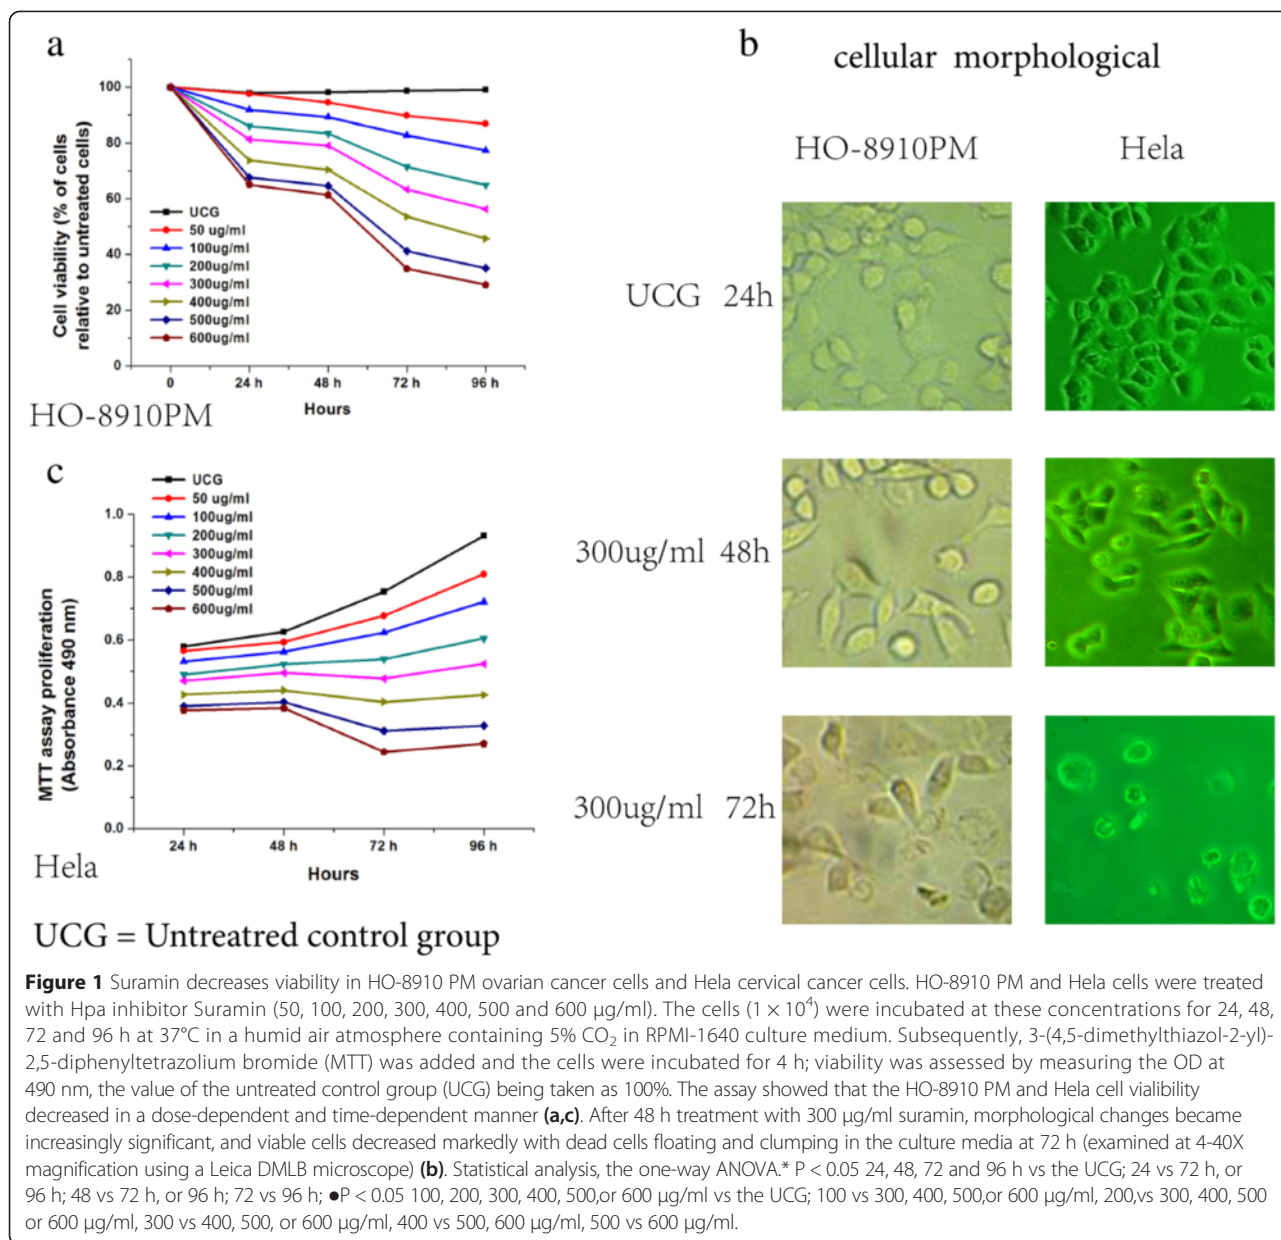 a
Cell viability (% of cells
relative to untreated cells)
100
80
60
40
20
0
UCG
50 ug/ml
100ug/ml
200ug/ml
300ug/ml
400ug/ml
500ug/ml
600ug/ml
0 24 h 48 h 72 h 96 h
Hours
HO-8910PM
b
cellular morphological
HO-8910PM Hela
UCG 24h
300ug/ml 48h
300ug/ml 72h
c
UCG
50 ug/ml
100ug/ml
200ug/ml
300ug/ml
400ug/ml
500ug/ml
600ug/ml
MTT assay proliferation
(Absorbance 490 nm)
1.0
0.8
0.6
0.4
0.2
0.0
24 h 48 h 72 h 96 h
Hours
Hela
UCG = Untreatred control group
Figure 1 Suramin decreases viability in HO-8910 PM ovarian cancer cells and Hela cervical cancer cells. HO-8910 PM and Hela cells were treated
with Hpa inhibitor Suramin (50, 100, 200, 300, 400, 500 and 600 μg/ml). The cells (1 × 10⁴) were incubated at these concentrations for 24, 48,
72 and 96 h at 37°C in a humid air atmosphere containing 5% CO₂ in RPMI-1640 culture medium. Subsequently, 3-(4,5-dimethylthiazol-2-yl)-
2,5-diphenyltetrazolium bromide (MTT) was added and the cells were incubated for 4 h; viability was assessed by measuring the OD at
490 nm, the value of the untreated control group (UCG) being taken as 100%. The assay showed that the HO-8910 PM and Hela cell vialibility
decreased in a dose-dependent and time-dependent manner (a,c). After 48 h treatment with 300 μg/ml suramin, morphological changes became
increasingly significant, and viable cells decreased markedly with dead cells floating and clumping in the culture media at 72 h (examined at 4-40X
magnification using a Leica DMLB microscope) (b). Statistical analysis, the one-way ANOVA.* P < 0.05 24, 48, 72 and 96 h vs the UCG; 24 vs 72 h, or
96 h; 48 vs 72 h, or 96 h; 72 vs 96 h; ●P < 0.05 100, 200, 300, 400, 500,or 600 μg/ml vs the UCG; 100 vs 300, 400, 500,or 600 μg/ml, 200,vs 300, 400, 500
or 600 μg/ml, 300 vs 400, 500, or 600 μg/ml, 400 vs 500, 600 μg/ml, 500 vs 600 μg/ml.